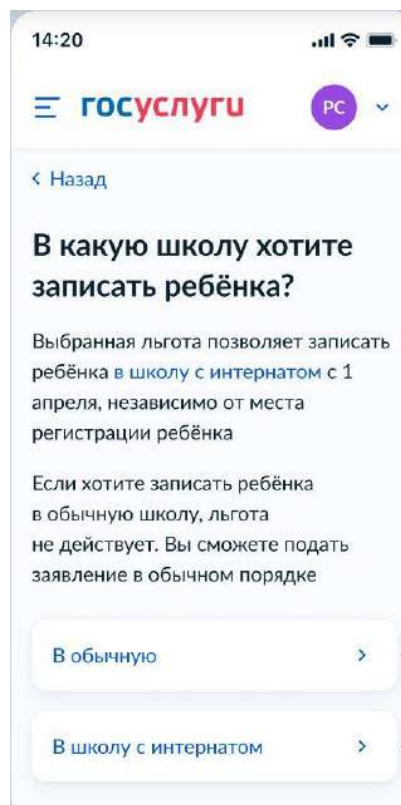 14:20
госуслуги
РС
Назад
В какую школу хотите
записать ребёнка?
Выбранная льгота позволяет записать
ребёнка в школу с интернатом с 1
апреля, независимо от места
регистрации ребёнка
Если хотите записать ребёнка
в обычную школу, льгота
не действует. Вы сможете подать
заявление в обычном порядке
В обычную
В школу с интернатом